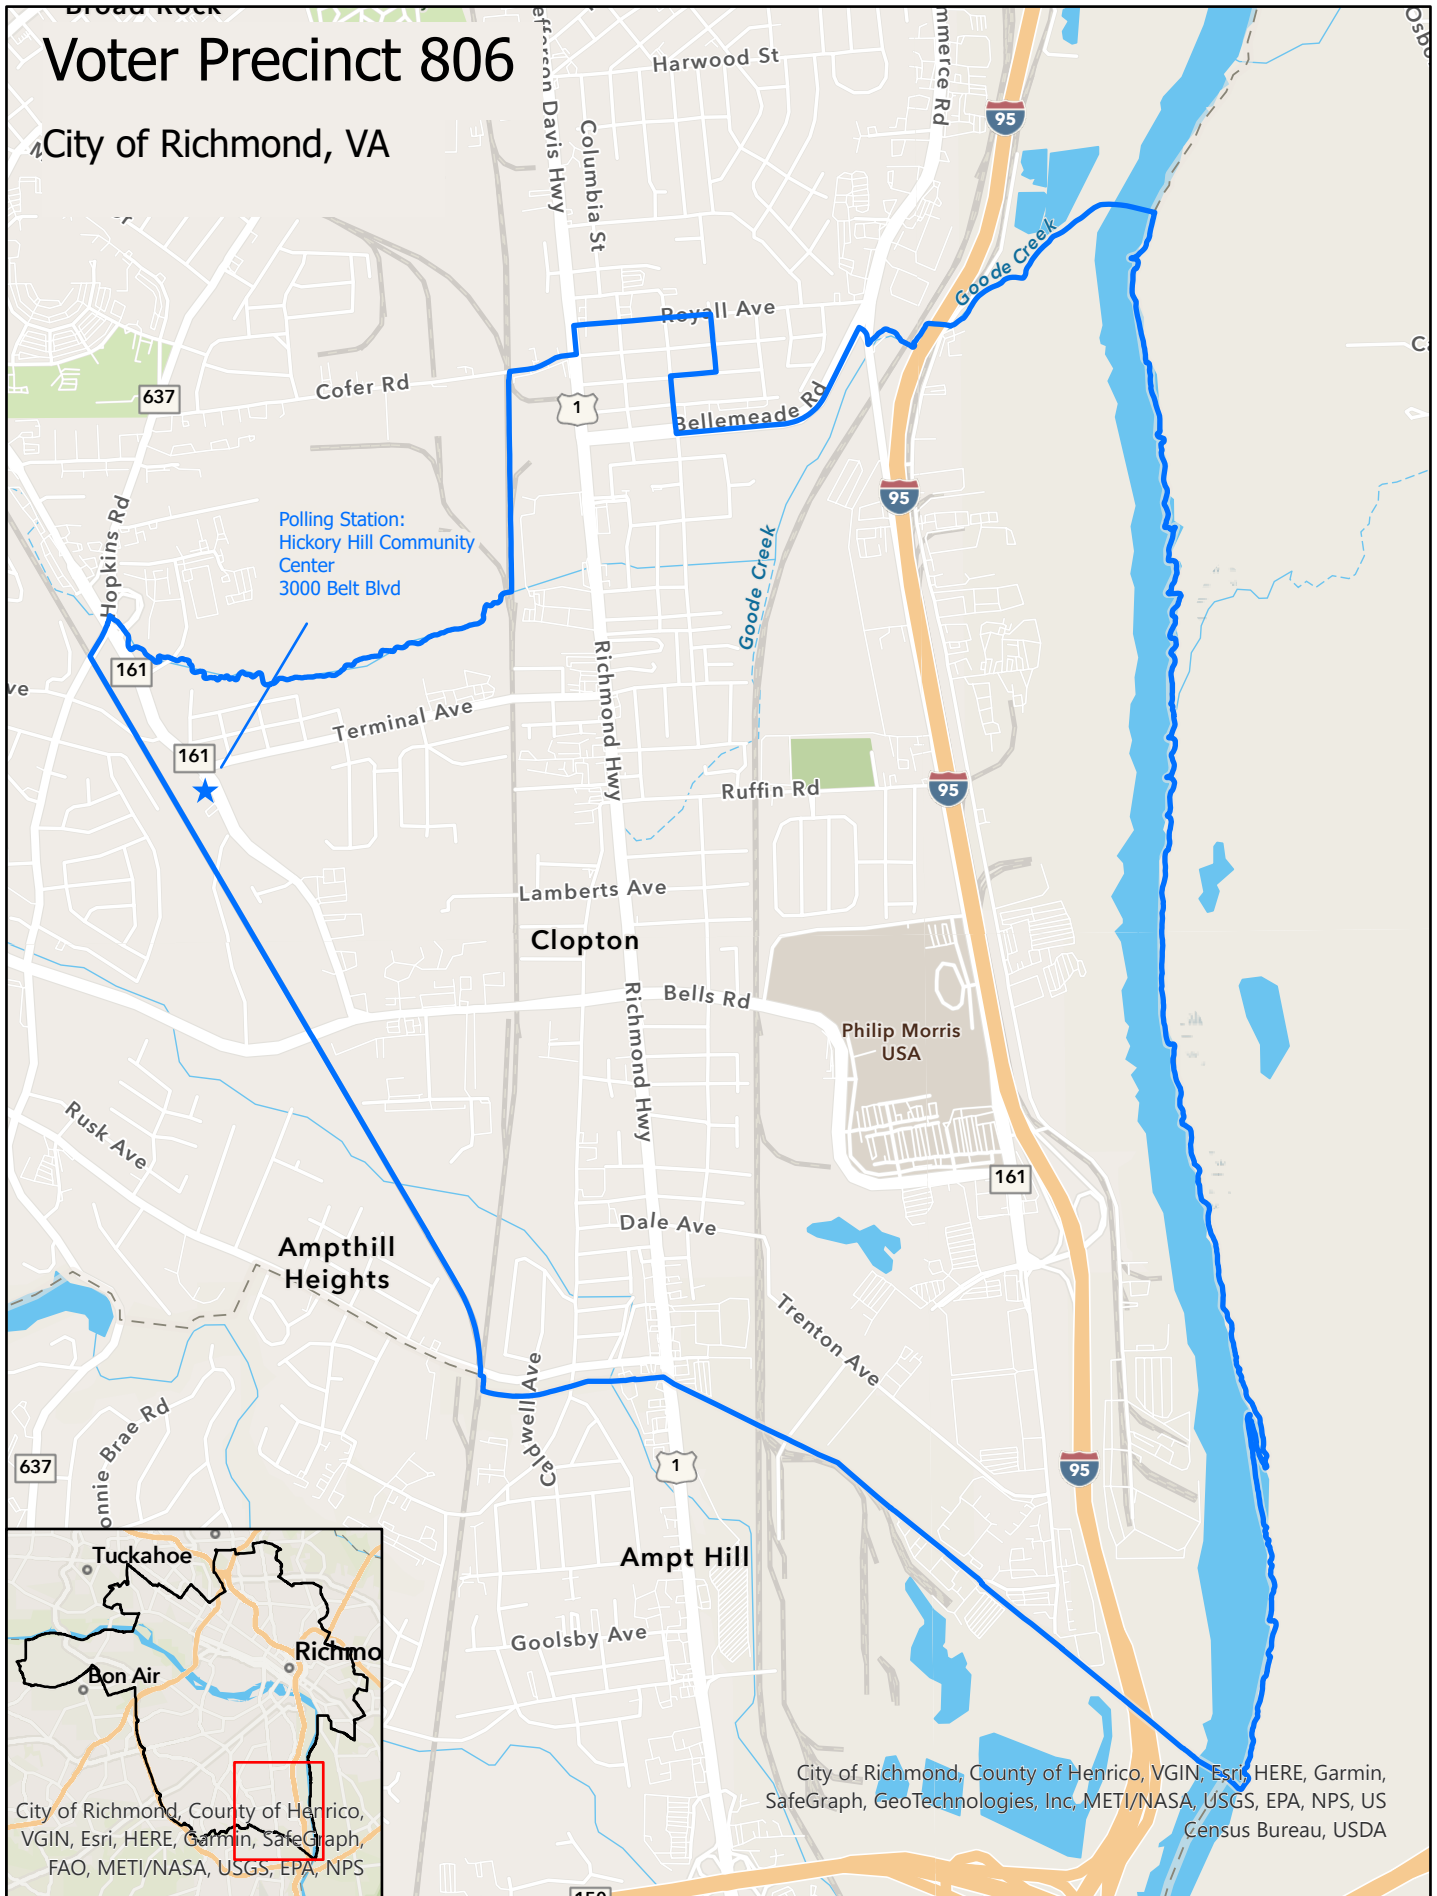 Broad Rock
Voter Precinct 806
City of Richmond, VA
Harwood St
Columbia St
95
Goode Creek
Royall Ave
Cofer Rd
637
1
Bellemeade Rd
95
Hopkins Rd
Polling Station:
Hickory Hill Community
Center
3000 Belt Blvd
Goode Creek
161
Terminal Ave
Richmond Hwy
161
Ruffin Rd
95
Lamberts Ave
Clopton
Bells Rd
Richmond Hwy
Philip Morris
USA
Rusk Ave
161
Dale Ave
Ampthill
Heights
Trenton Ave
Caldwell Ave
637
1
95
Ampt Hill
Goolsby Ave
Tuckahoe
Richmo
Bon Air
City of Richmond, County of Henrico,
VGIN, Esri, HERE, Garmin, SafeGraph,
FAO, METI/NASA, USGS, EPA, NPS
City of Richmond, County of Henrico, VGIN, Esri, HERE, Garmin,
SafeGraph, GeoTechnologies, Inc, METI/NASA, USGS, EPA, NPS, US
Census Bureau, USDA